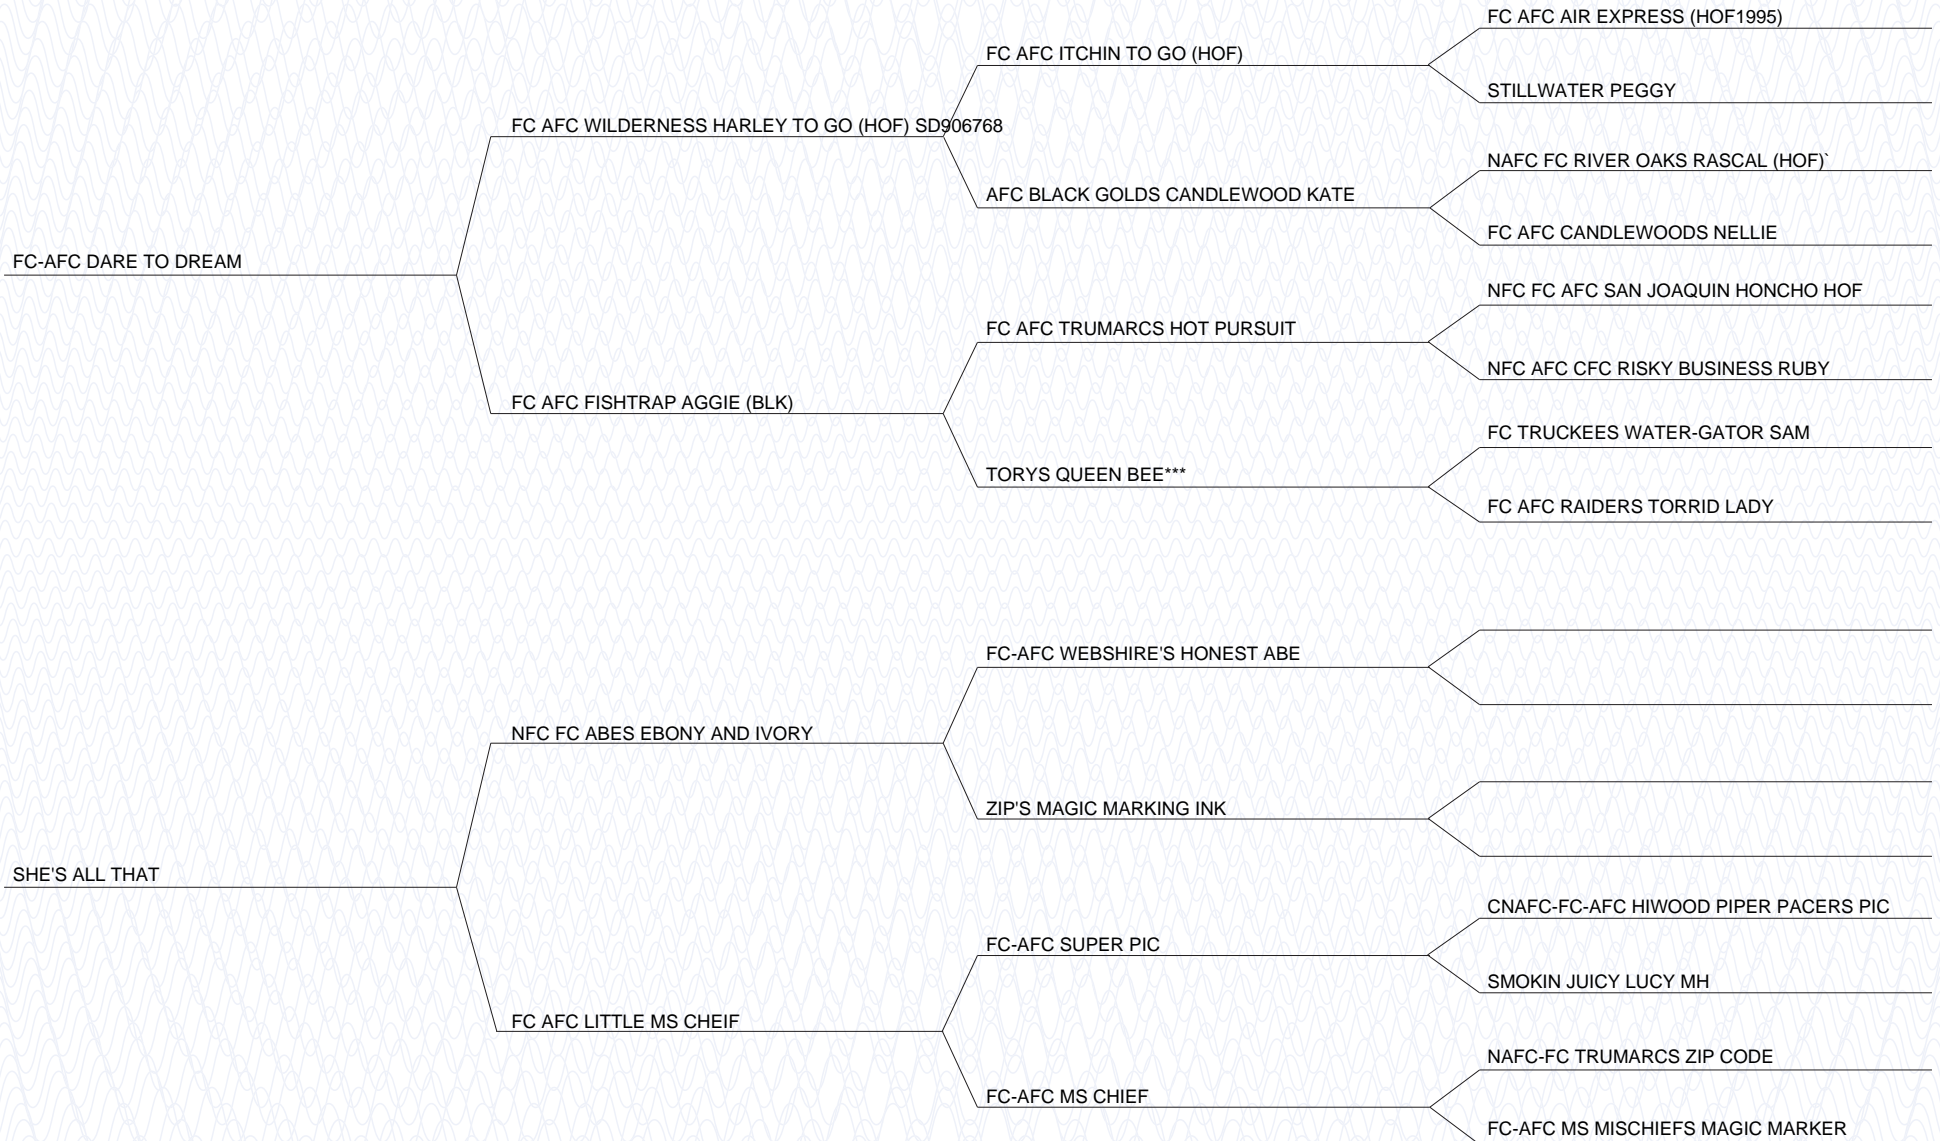 FC AFC AIR EXPRESS (HOF1995)
FC AFC ITCHIN TO GO (HOF)
STILLWATER PEGGY
FC AFC WILDERNESS HARLEY TO GO (HOF) SD906768
NAFC FC RIVER OAKS RASCAL (HOF)`
AFC BLACK GOLDS CANDLEWOOD KATE
FC AFC CANDLEWOODS NELLIE
FC-AFC DARE TO DREAM
NFC FC AFC SAN JOAQUIN HONCHO HOF
FC AFC TRUMARCS HOT PURSUIT
NFC AFC CFC RISKY BUSINESS RUBY
FC AFC FISHTRAP AGGIE (BLK)
FC TRUCKEES WATER-GATOR SAM
TORYS QUEEN BEE***
FC AFC RAIDERS TORRID LADY
FC-AFC WEBSHIRE'S HONEST ABE
NFC FC ABES EBONY AND IVORY
ZIP'S MAGIC MARKING INK
SHE'S ALL THAT
CNAFC-FC-AFC HIWOOD PIPER PACERS PIC
FC-AFC SUPER PIC
SMOKIN JUICY LUCY MH
FC AFC LITTLE MS CHEIF
NAFC-FC TRUMARCS ZIP CODE
FC-AFC MS CHIEF
FC-AFC MS MISCHIEFS MAGIC MARKER